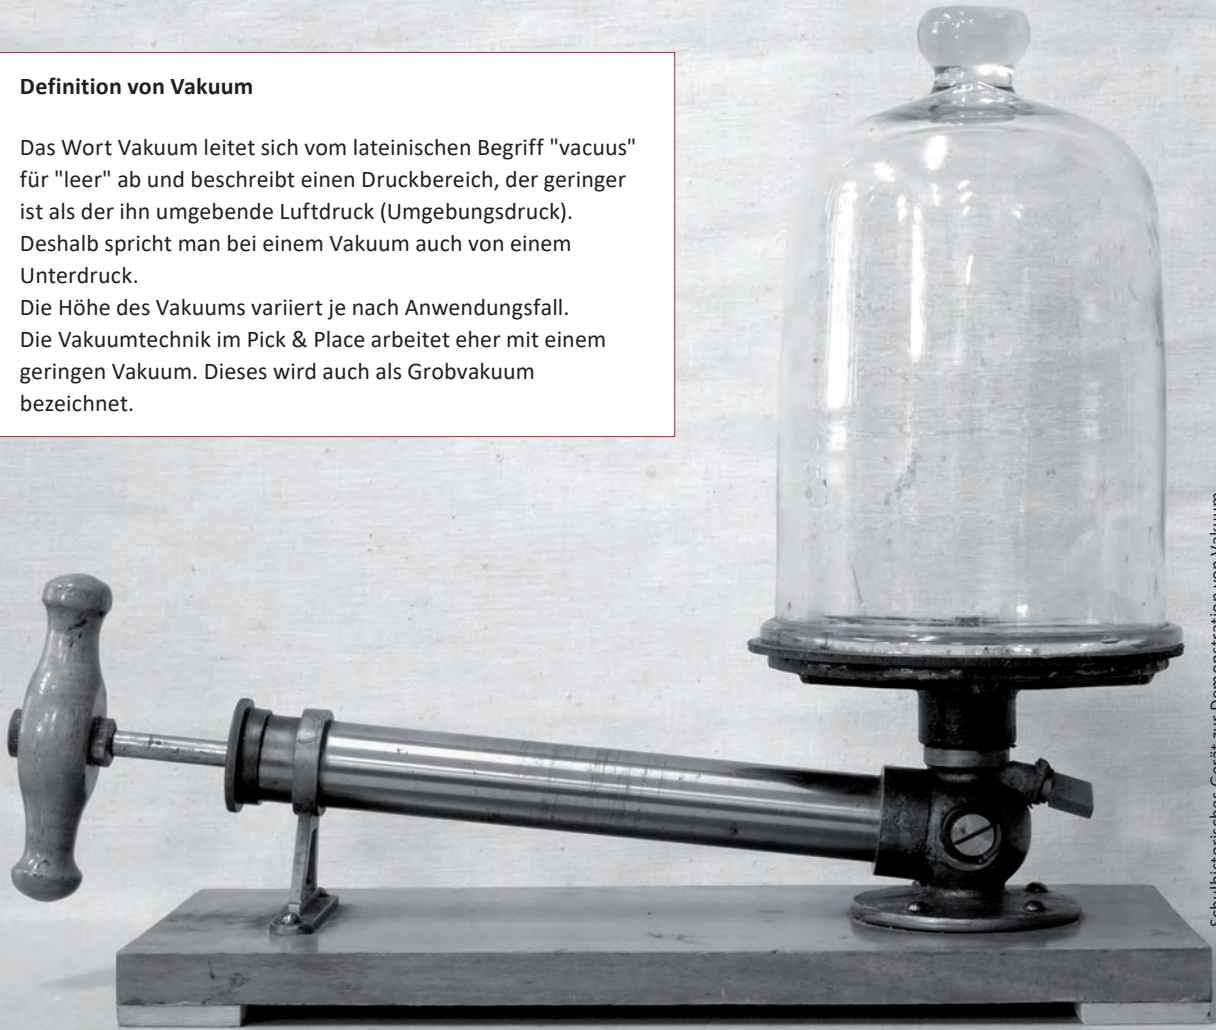 Definition von Vakuum
Das Wort Vakuum leitet sich vom lateinischen Begriff "vacuus"
für "leer" ab und beschreibt einen Druckbereich, der geringer
ist als der ihn umgebende Luftdruck (Umgebungsdruck).
Deshalb spricht man bei einem Vakuum auch von einem
Unterdruck.
Die Höhe des Vakuums variiert je nach Anwendungsfall.
Die Vakuumtechnik im Pick & Place arbeitet eher mit einem
geringen Vakuum. Dieses wird auch als Grobvakuum
bezeichnet.
Schulhistorisches Gerät zur Demonstration von Vakuum